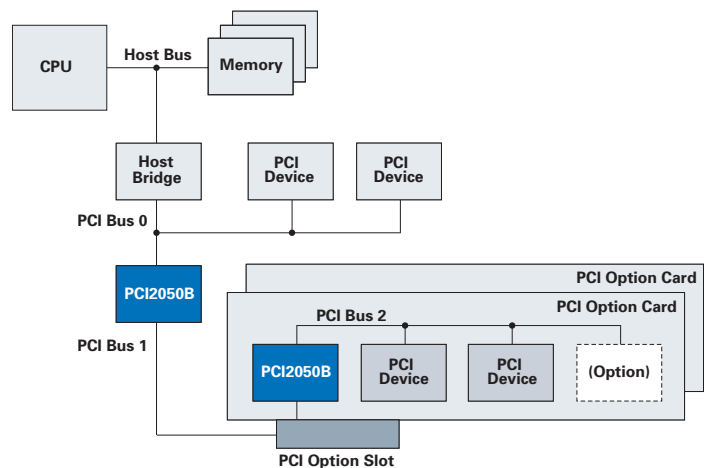 CPU
Host Bus
Memory
Host
Bridge
PCI
Device
PCI
Device
PCI Bus 0
PCI2050B
PCI Bus 1
PCI Option Card
PCI Option Card
PCI Bus 2
PCI2050B
PCI
Device
PCI
Device
(Option)
PCI Option Slot